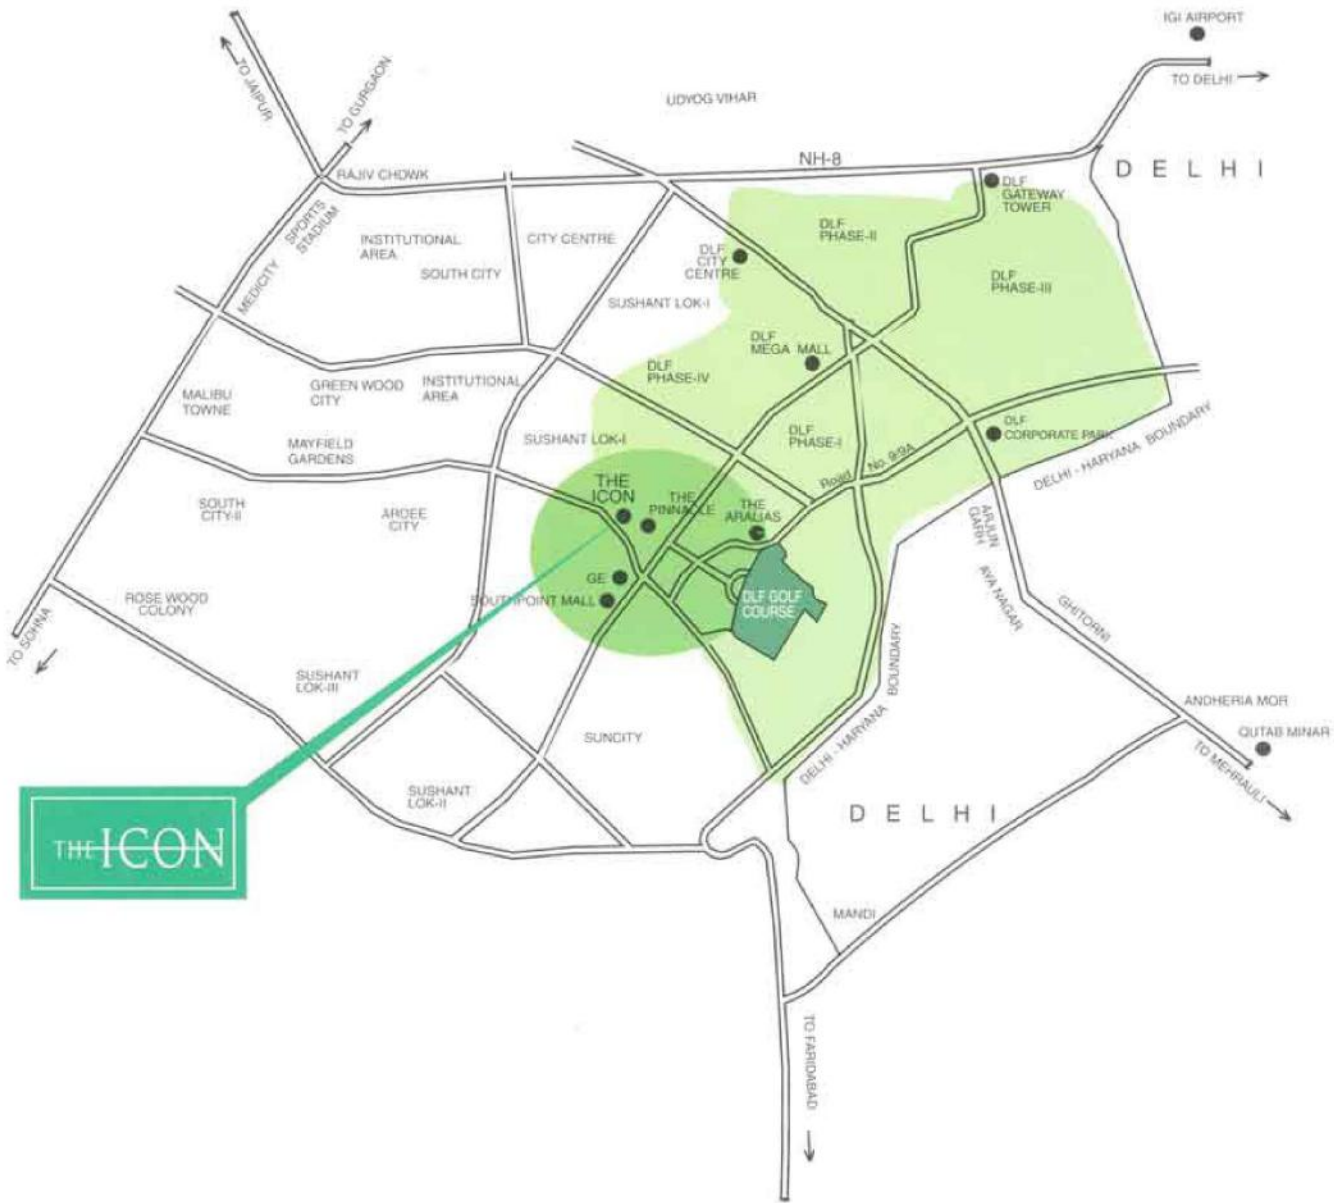 IGI AIRPORT
TO DELHI
TO JAIPUR
TO GURGAON
UDYOG VIHAR
NH-8
DELHI
RAJIV CHOWK
DLF
GATEWAY
TOWER
SPORTS
STADIUM
MEDICITY
INSTITUTIONAL
AREA
SOUTH CITY
CITY CENTRE
DLF
CITY
CENTRE
DLF
PHASE-II
DLF
PHASE-III
SUSHANT LOK-I
DLF
MEGA MALL
DLF
PHASE-IV
MALIBU
TOWNE
GREEN WOOD
CITY
INSTITUTIONAL
AREA
MAYFIELD
GARDENS
SUSHANT LOK-I
DLF
PHASE-I
DLF
CORPORATE PARK
DELHI - HARYANA BOUNDARY
Road No. 9-9A
THE
ICON
THE
PINNACLE
THE
ARALIAS
SOUTH
CITY-II
ARDEE
CITY
ARJUN
GARH
AYA NAGAR
GHITORNI
GE
SOUTHPOINT MALL
DLF GOLF
COURSE
ROSE WOOD
COLONY
TO SOHNA
SUSHANT
LOK-III
DELHI - HARYANA BOUNDARY
ANDHERIA MOR
QUTAB MINAR
TO MEHRAULI
SUNCITY
SUSHANT
LOK-II
DELHI
THE ICON
MANDI
TO FARIDABAD